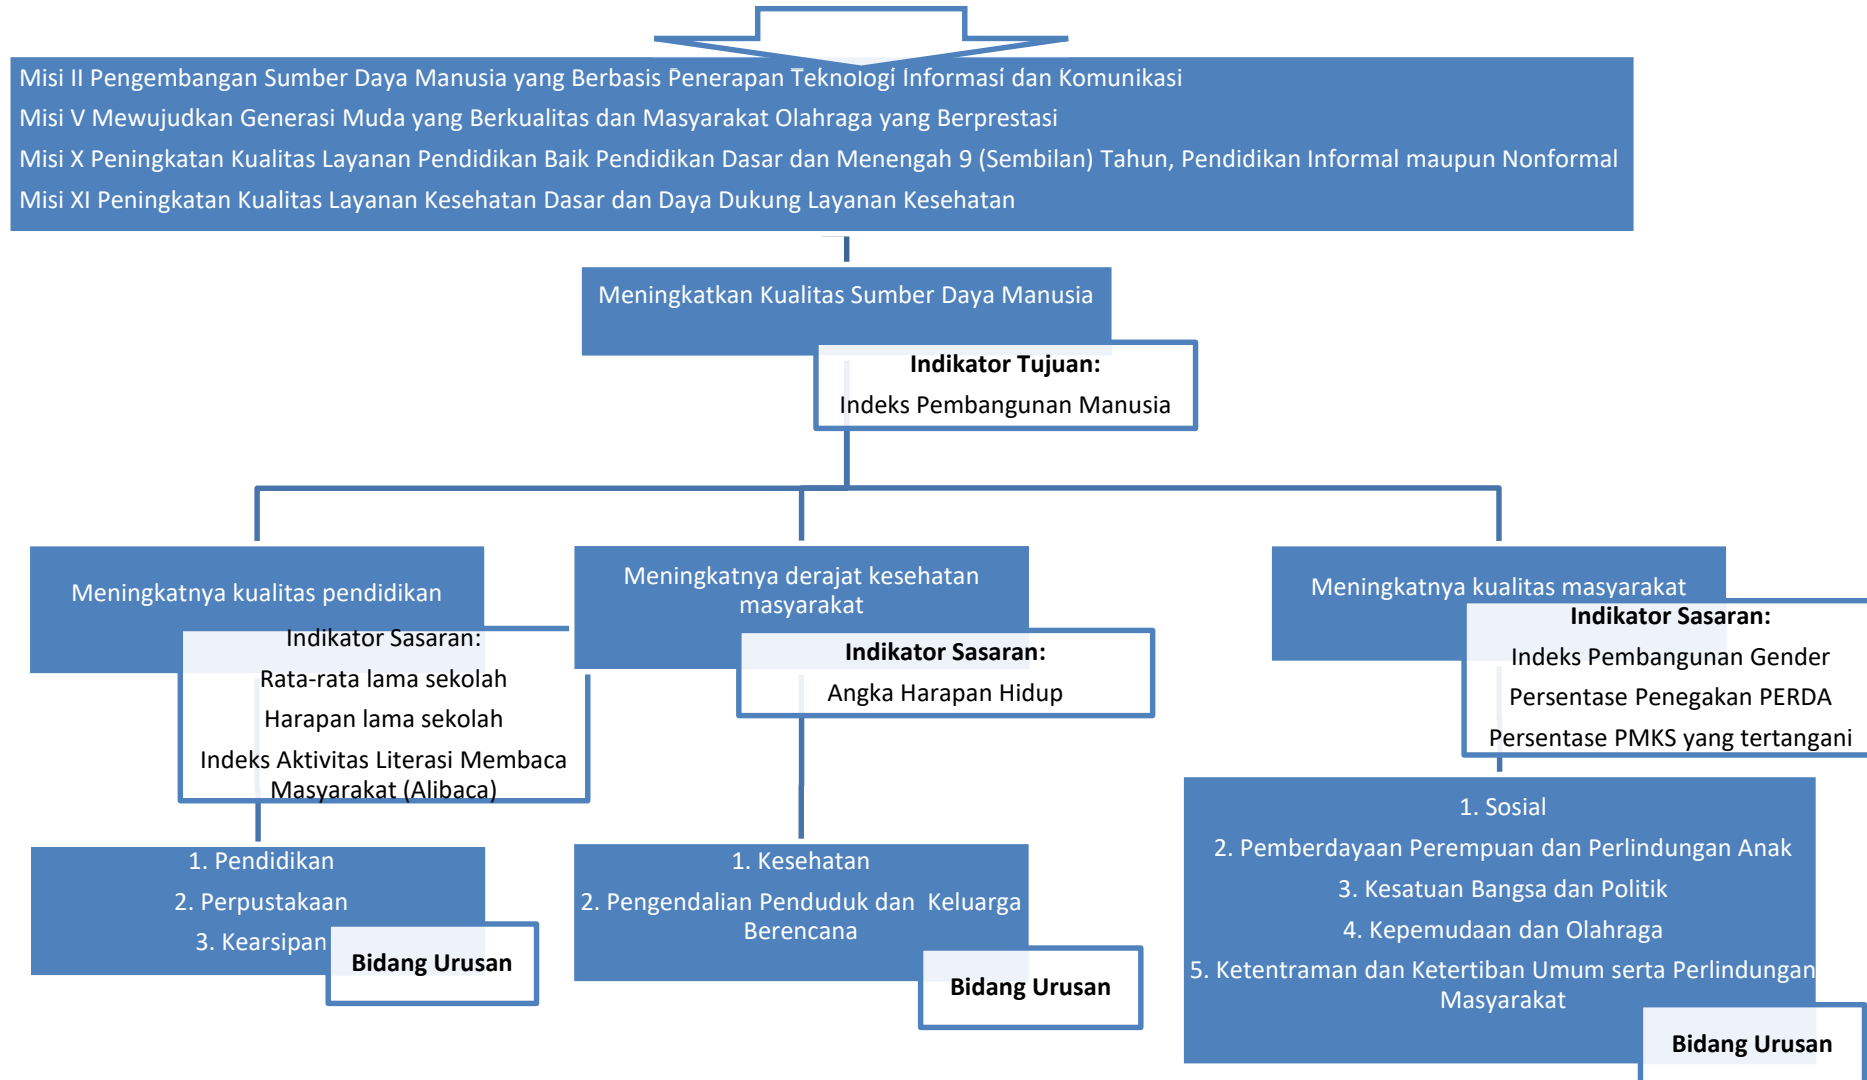 Misi II Pengembangan Sumber Daya Manusia yang Berbasis Penerapan Teknologi Informasi dan Komunikasi
Misi V Mewujudkan Generasi Muda yang Berkualitas dan Masyarakat Olahraga yang Berprestasi
Misi X Peningkatan Kualitas Layanan Pendidikan Baik Pendidikan Dasar dan Menengah 9 (Sembilan) Tahun, Pendidikan Informal maupun Nonformal
Misi XI Peningkatan Kualitas Layanan Kesehatan Dasar dan Daya Dukung Layanan Kesehatan
Meningkatkan Kualitas Sumber Daya Manusia
Indikator Tujuan:
Indeks Pembangunan Manusia
Meningkatnya kualitas pendidikan
Indikator Sasaran:
Rata-rata lama sekolah
Harapan lama sekolah
Indeks Aktivitas Literasi Membaca
Masyarakat (Alibaca)
1. Pendidikan
2. Perpustakaan
3. Kearsipan
Bidang Urusan
Meningkatnya derajat kesehatan
masyarakat
Indikator Sasaran:
Angka Harapan Hidup
1. Kesehatan
2. Pengendalian Penduduk dan Keluarga
Berencana
Bidang Urusan
Meningkatnya kualitas masyarakat
Indikator Sasaran:
Indeks Pembangunan Gender
Persentase Penegakan PERDA
Persentase PMKS yang tertangani
1. Sosial
2. Pemberdayaan Perempuan dan Perlindungan Anak
3. Kesatuan Bangsa dan Politik
4. Kepemudaan dan Olahraga
5. Ketentraman dan Ketertiban Umum serta Perlindungan
Masyarakat
Bidang Urusan